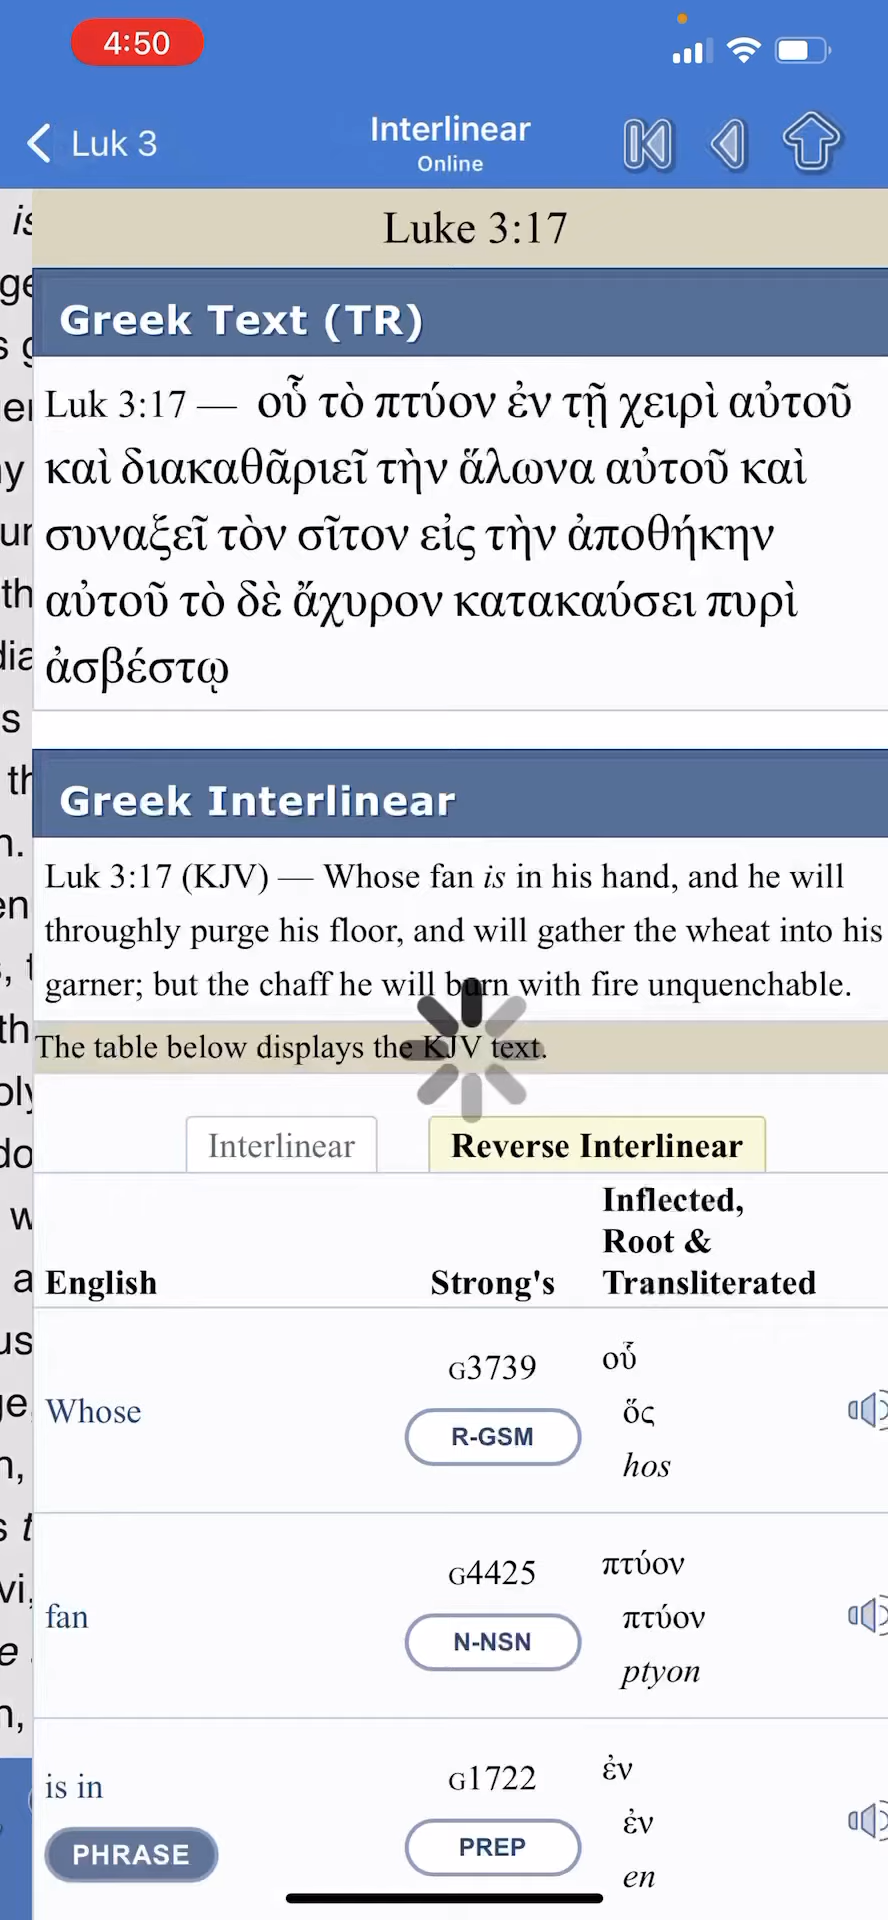 4:50
Luk 3
Interlinear
Online
Luke 3:17
Greek Text (TR)
Luk 3:17 — οὗ τὸ πτύον ἐν τῇ χειρὶ αὐτοῦ
καὶ διακαθᾶριεῖ τὴν ἅλωνα αὐτοῦ καὶ
συναξεῖ τὸν σῖτον εἰς τὴν ἀποθήκην
αὐτοῦ τὸ δὲ ἄχυρον κατακαύσει πυρὶ
ἀσβέστῳ
Greek Interlinear
Luk 3:17 (KJV) — Whose fan is in his hand, and he will
throughly purge his floor, and will gather the wheat into his
garner; but the chaff he will burn with fire unquenchable.
The table below displays the KJV text.
Interlinear Reverse Interlinear
English Strong's Inflected,
Root &
Transliterated
Whose
G3739
R-GSM
οὗ
ὅς
hos
fan
G4425
N-NSN
πτύον
πτύον
ptyon
is in
PHRASE
G1722
PREP
ἐν
ἐν
en